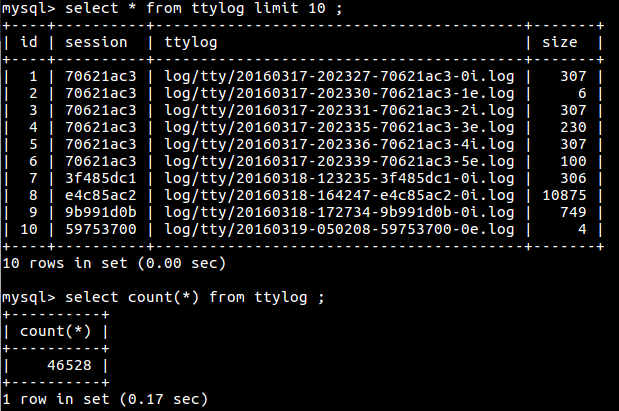 mysql> select * from ttylog limit 10 ;
+----+----------+-----------------------------------------+-------+
| id | session  | ttylog                                  | size  |
+----+----------+-----------------------------------------+-------+
|  1 | 70621ac3 | log/tty/20160317-202327-70621ac3-0i.log |   307 |
|  2 | 70621ac3 | log/tty/20160317-202330-70621ac3-1e.log |     6 |
|  3 | 70621ac3 | log/tty/20160317-202331-70621ac3-2i.log |   307 |
|  4 | 70621ac3 | log/tty/20160317-202335-70621ac3-3e.log |   230 |
|  5 | 70621ac3 | log/tty/20160317-202336-70621ac3-4i.log |   307 |
|  6 | 70621ac3 | log/tty/20160317-202339-70621ac3-5e.log |   100 |
|  7 | 3f485dc1 | log/tty/20160318-123235-3f485dc1-0i.log |   306 |
|  8 | e4c85ac2 | log/tty/20160318-164247-e4c85ac2-0i.log | 10875 |
|  9 | 9b991d0b | log/tty/20160318-172734-9b991d0b-0i.log |   749 |
| 10 | 59753700 | log/tty/20160319-050208-59753700-0e.log |     4 |
+----+----------+-----------------------------------------+-------+
10 rows in set (0.00 sec)
mysql> select count(*) from ttylog ;
+----------+
| count(*) |
+----------+
|    46528 |
+----------+
1 row in set (0.17 sec)